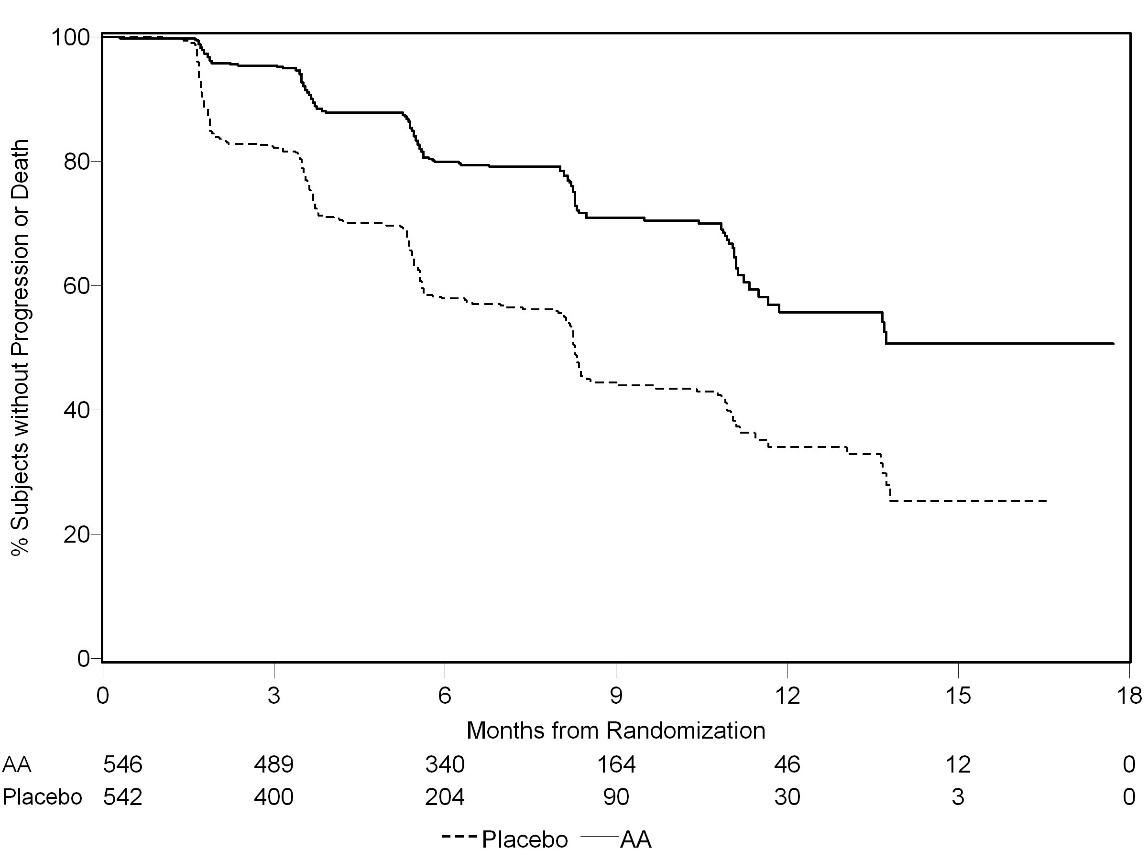 % Subjects without Progression or Death
100
80
60
40
20
0
0 3 6 9 12 15 18
Months from Randomization
AA 546 489 340 164 46 12 0
Placebo 542 400 204 90 30 3 0
Placebo AA